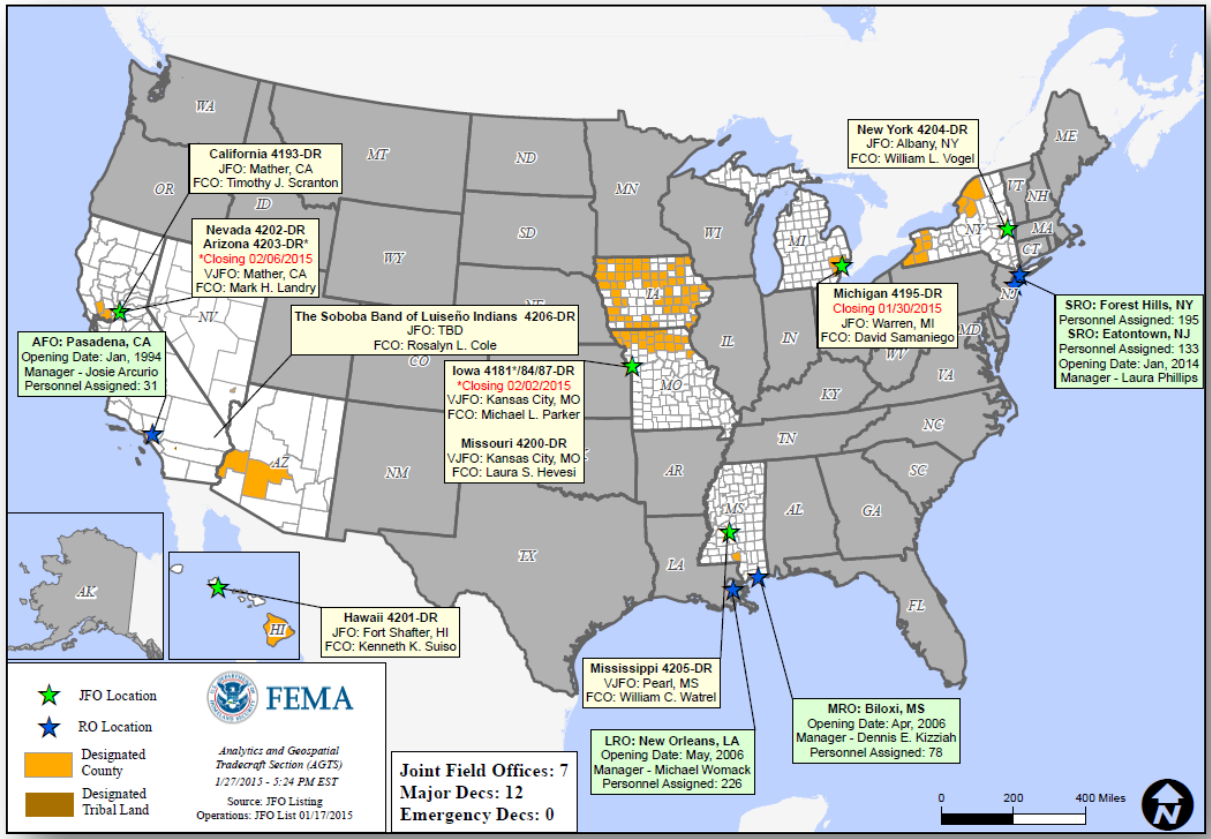 WA
OR
ID
MT
WY
ND
SD
MN
WI
MI
IA
NV
CO
AZ
NM
TX
MO
AR
LA
MS
AL
GA
FL
TN
KY
IL
IN
WV
VA
NC
SC
MD
NJ
NY
CT
MA
VT
NH
ME
AK
HI
California 4193-DR
JFO: Mather, CA
FCO: Timothy J. Scranton
Nevada 4202-DR
Arizona 4203-DR*
*Closing 02/06/2015
VJFO: Mather, CA
FCO: Mark H. Landry
AFO: Pasadena, CA
Opening Date: Jan, 1994
Manager - Josie Arcurio
Personnel Assigned: 31
The Soboba Band of Luiseño Indians 4206-DR
JFO: TBD
FCO: Rosalyn L. Cole
Iowa 4181*/84/87-DR
*Closing 02/02/2015
VJFO: Kansas City, MO
FCO: Michael L. Parker
Missouri 4200-DR
VJFO: Kansas City, MO
FCO: Laura S. Hevesi
New York 4204-DR
JFO: Albany, NY
FCO: William L. Vogel
Michigan 4195-DR
Closing 01/30/2015
JFO: Warren, MI
FCO: David Samaniego
SRO: Forest Hills, NY
Personnel Assigned: 195
SRO: Eatontown, NJ
Personnel Assigned: 133
Opening Date: Jan, 2014
Manager - Laura Phillips
Hawaii 4201-DR
JFO: Fort Shafter, HI
FCO: Kenneth K. Suiso
Mississippi 4205-DR
VJFO: Pearl, MS
FCO: William C. Watrel
LRO: New Orleans, LA
Opening Date: May, 2006
Manager - Michael Womack
Personnel Assigned: 226
MRO: Biloxi, MS
Opening Date: Apr, 2006
Manager - Dennis E. Kizziah
Personnel Assigned: 78
JFO Location
RO Location
Designated
County
Designated
Tribal Land
FEMA
Analytics and Geospatial
Tradecraft Section (AGTS)
1/27/2015 - 5:24 PM EST
Source: JFO Listing
Operations: JFO List 01/17/2015
Joint Field Offices: 7
Major Decs: 12
Emergency Decs: 0
0 200 400 Miles
N